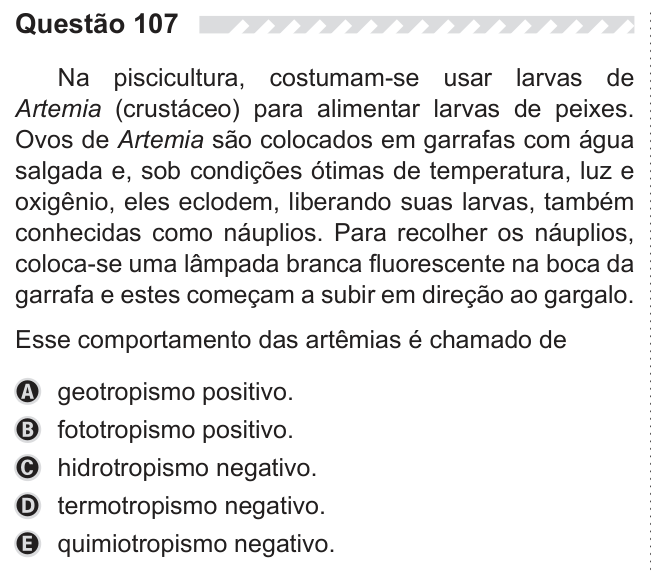 Questão 107
Na piscicultura, costumam-se usar larvas de
Artemia (crustáceo) para alimentar larvas de peixes.
Ovos de Artemia são colocados em garrafas com água
salgada e, sob condições ótimas de temperatura, luz e
oxigênio, eles eclodem, liberando suas larvas, também
conhecidas como náuplios. Para recolher os náuplios,
coloca-se uma lâmpada branca fluorescente na boca da
garrafa e estes começam a subir em direção ao gargalo.
Esse comportamento das artêmias é chamado de
A geotropismo positivo.
B fototropismo positivo.
C hidrotropismo negativo.
D termotropismo negativo.
E quimiotropismo negativo.